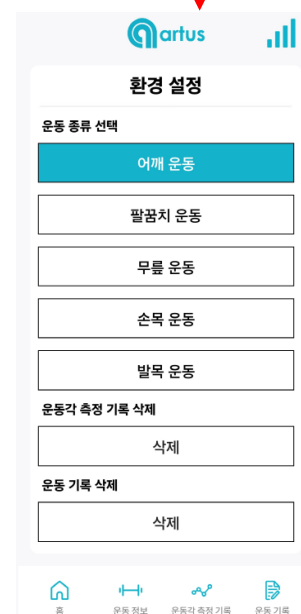 artus
환경 설정
운동 종류 선택
어깨 운동
팔꿈치 운동
무릎 운동
손목 운동
발목 운동
운동각 측정 기록 삭제
삭제
운동 기록 삭제
삭제
홈 운동 정보 운동각 측정 기록 운동 기록